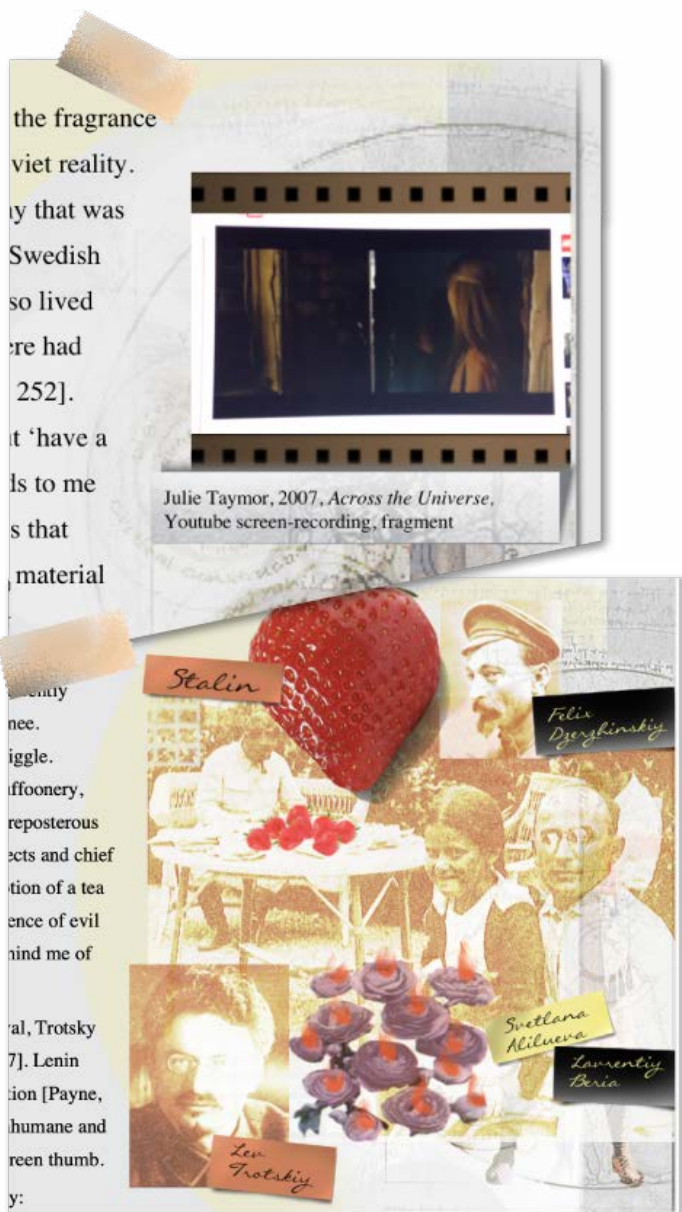 the fragrance
viet reality.
y that was
Swedish
so lived
ere had
252].
t ‘have a
ds to me
s that
material
Julie Taymor, 2007, Across the Universe,
Youtube screen-recording, fragment
ently
nee.
iggle.
ffoonery,
reposterous
ects and chief
tion of a tea
ence of evil
mind me of
al, Trotsky
7]. Lenin
tion [Payne,
humane and
reen thumb.
y:
Stalin
Felix
Dzerzhinskiy
Svetlana
Alilueva
Lavrentiy
Beria
Lev
Trotskiy